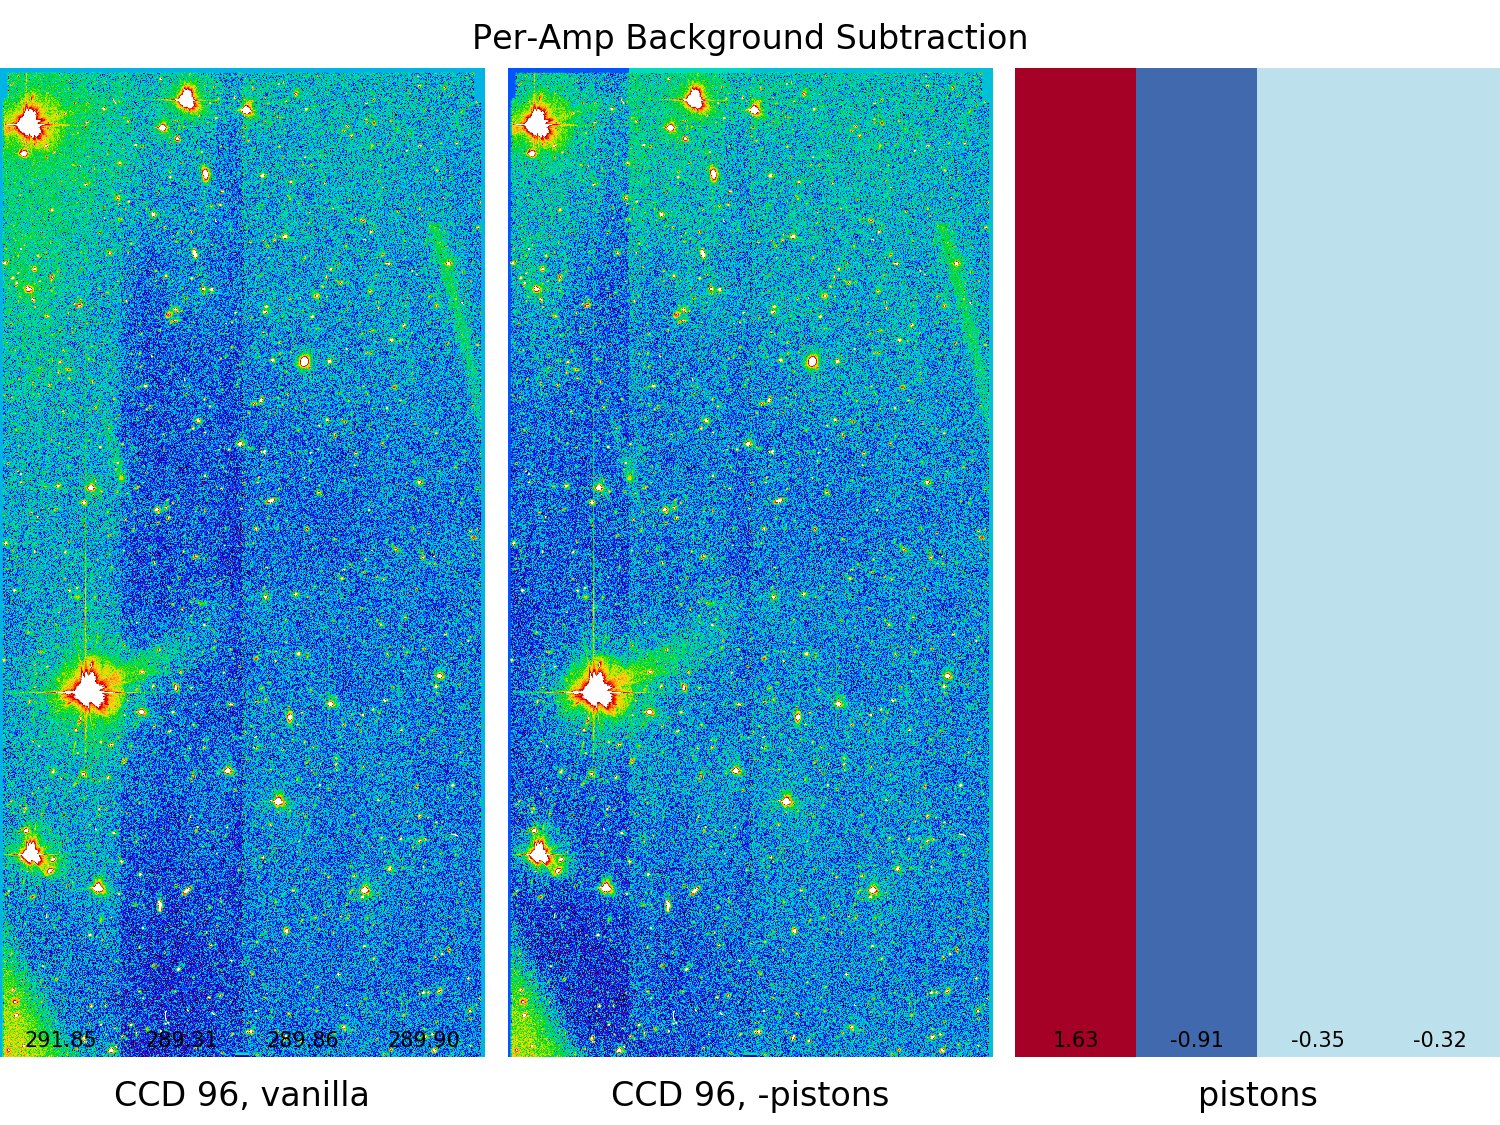 Per-Amp Background Subtraction
291.85 289.31 289.86 289.90
1.63 -0.91 -0.35 -0.32
CCD 96, vanilla
CCD 96, -pistons
pistons